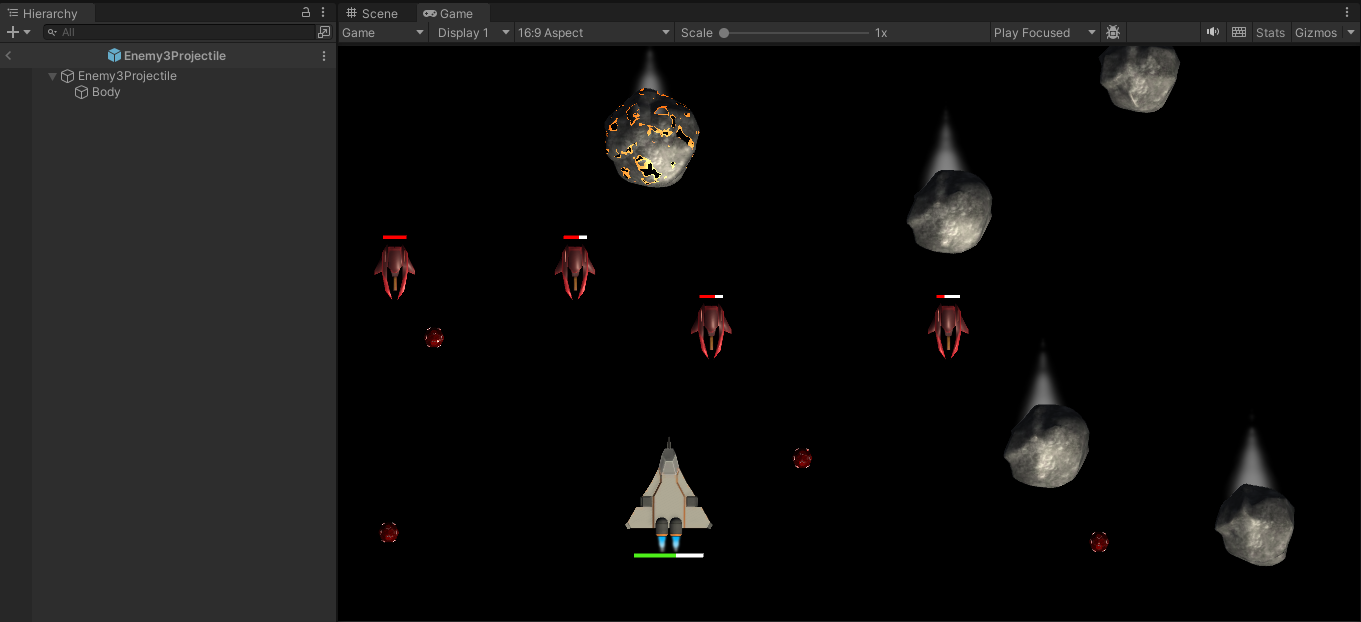 Hierarchy
All
Enemy3Projectile
Enemy3Projectile
Body
Scene Game
Game Display 1 16:9 Aspect Scale 1x Play Focused Stats Gizmos